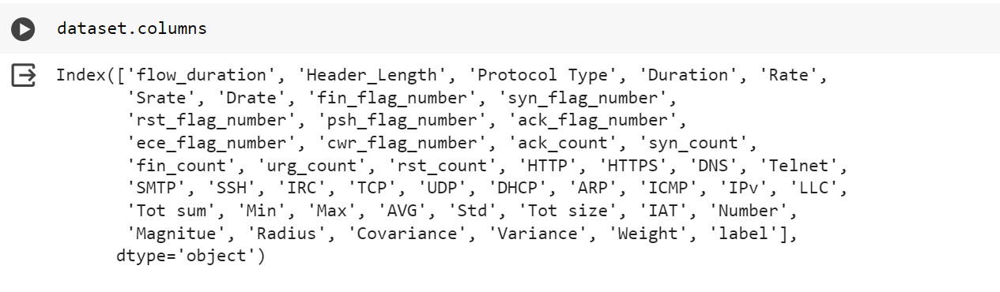 dataset.columns
Index(['flow_duration', 'Header_Length', 'Protocol Type', 'Duration', 'Rate',
'Srate', 'Drate', 'fin_flag_number', 'syn_flag_number',
'rst_flag_number', 'psh_flag_number', 'ack_flag_number',
'ece_flag_number', 'cwr_flag_number', 'ack_count', 'syn_count',
'fin_count', 'urg_count', 'rst_count', 'HTTP', 'HTTPS', 'DNS', 'Telnet',
'SMTP', 'SSH', 'IRC', 'TCP', 'UDP', 'DHCP', 'ARP', 'ICMP', 'IPv', 'LLC',
'Tot sum', 'Min', 'Max', 'AVG', 'Std', 'Tot size', 'IAT', 'Number',
'Magnitue', 'Radius', 'Covariance', 'Variance', 'Weight', 'label'],
dtype='object')